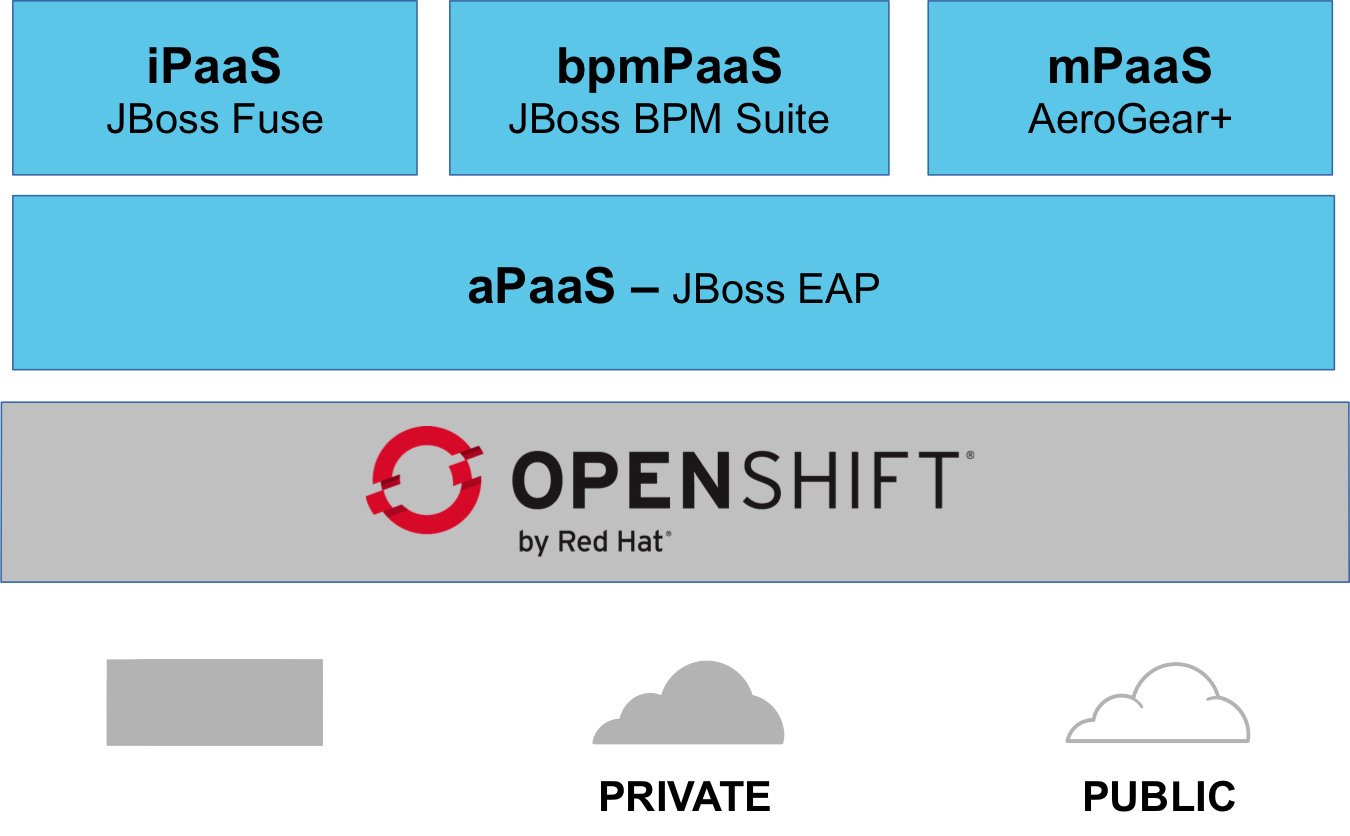 iPaaS
JBoss Fuse
bpmPaaS
JBoss BPM Suite
mPaaS
AeroGear+
aPaaS – JBoss EAP
OPENSHIFT®
by Red Hat®
PRIVATE
PUBLIC